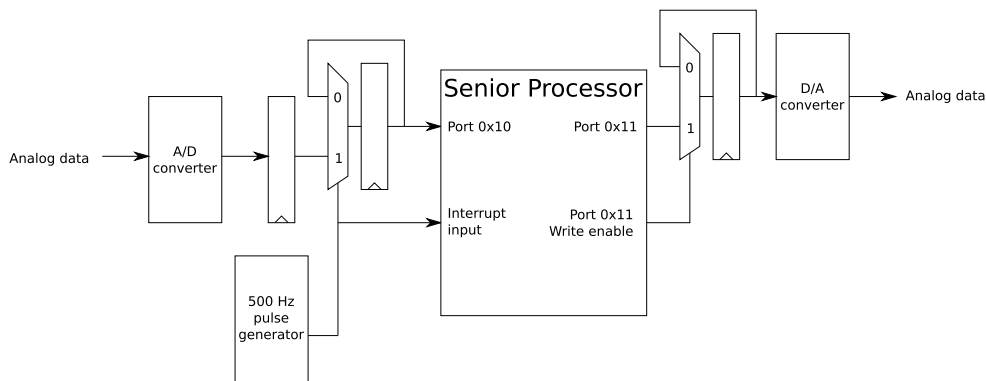 Analog data
A/D
converter
0
1
500 Hz
pulse
generator
Senior Processor
Port 0x10
Port 0x11
Interrupt
input
Port 0x11
Write enable
0
1
D/A
converter
Analog data